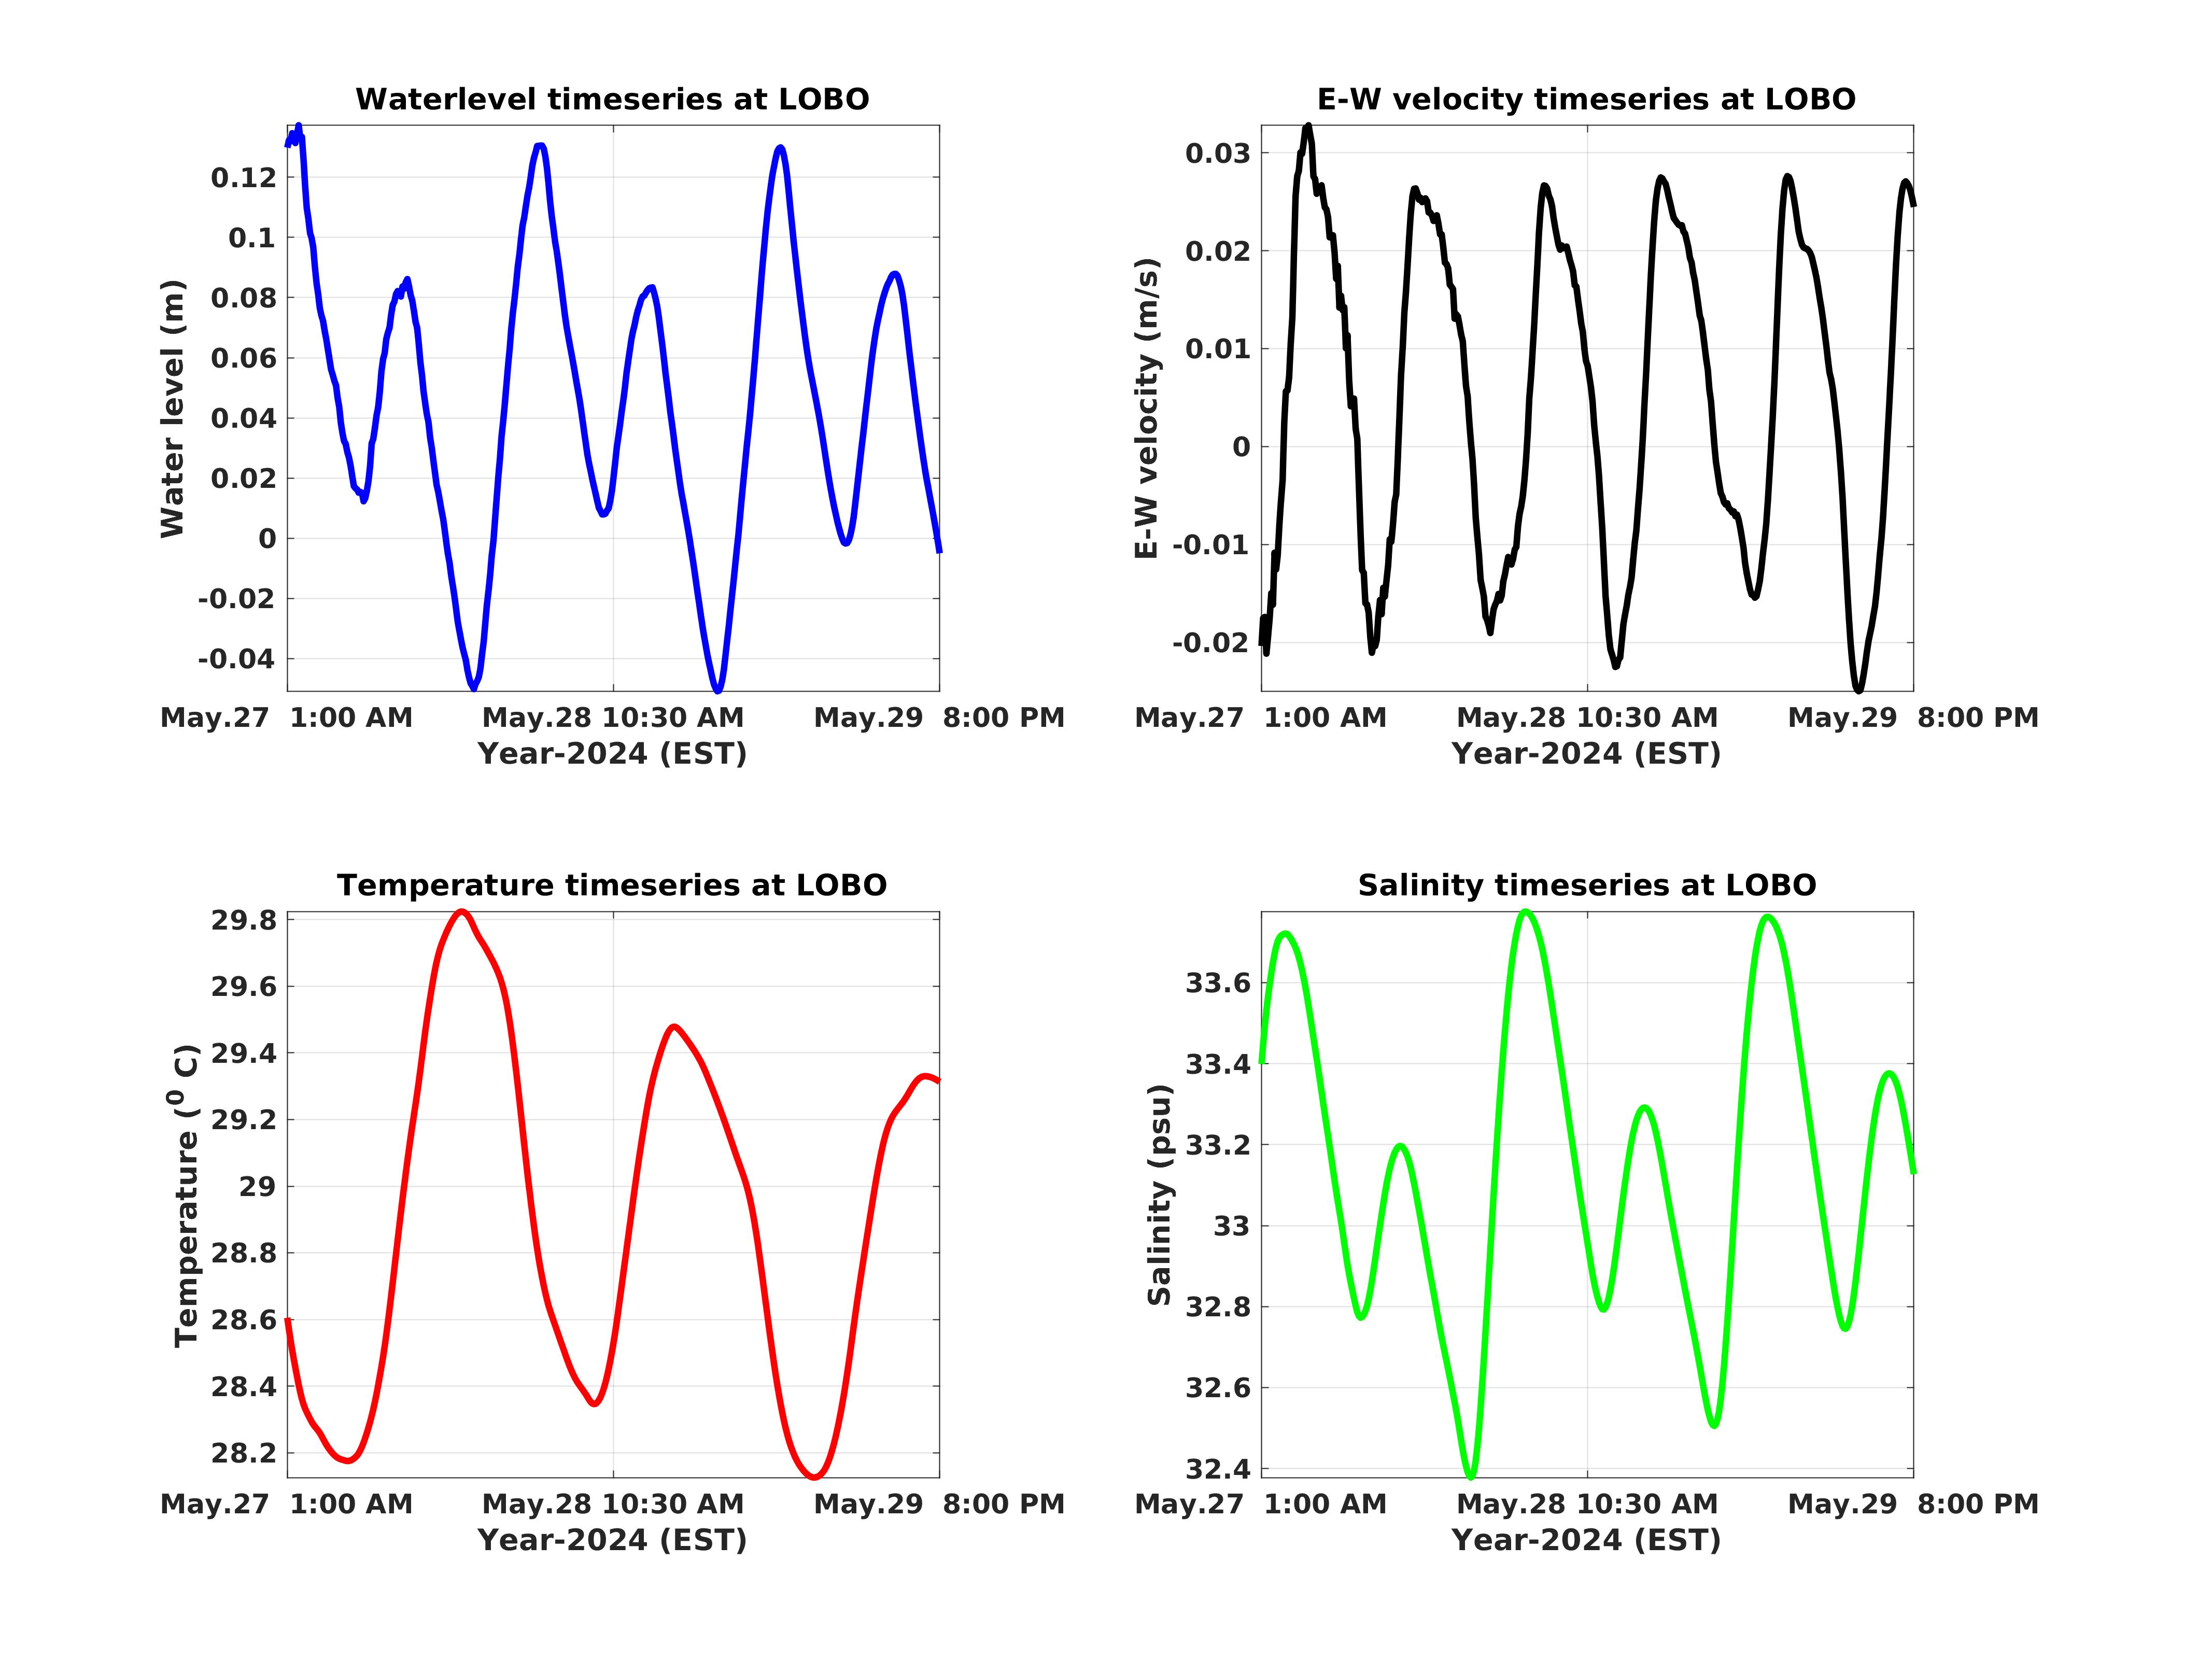 Waterlevel timeseries at LOBO
Water level (m)
0.12
0.1
0.08
0.06
0.04
0.02
0
-0.02
-0.04
May.27 1:00 AM May.28 10:30 AM May.29 8:00 PM
Year-2024 (EST)
E-W velocity timeseries at LOBO
E-W velocity (m/s)
0.03
0.02
0.01
0
-0.01
-0.02
May.27 1:00 AM May.28 10:30 AM May.29 8:00 PM
Year-2024 (EST)
Temperature timeseries at LOBO
Temperature (⁰ C)
29.8
29.6
29.4
29.2
29
28.8
28.6
28.4
28.2
May.27 1:00 AM May.28 10:30 AM May.29 8:00 PM
Year-2024 (EST)
Salinity timeseries at LOBO
Salinity (psu)
33.6
33.4
33.2
33
32.8
32.6
32.4
May.27 1:00 AM May.28 10:30 AM May.29 8:00 PM
Year-2024 (EST)